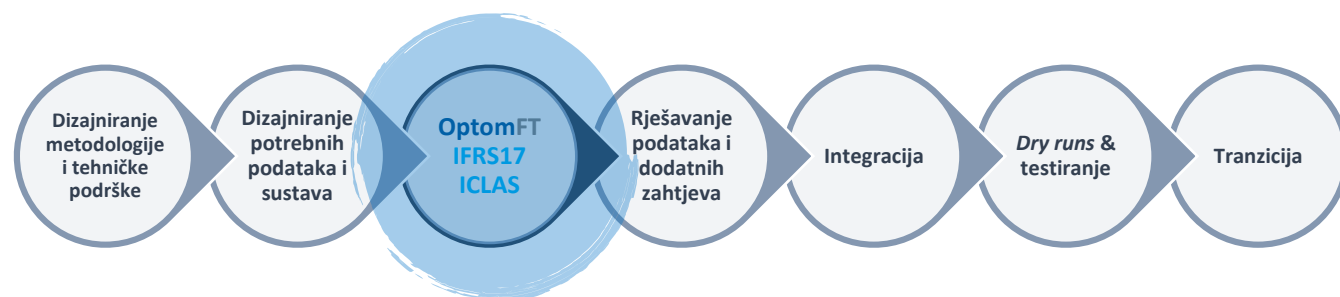 Dizajniranje
metodologije
i tehničke
podrške
Dizajniranje
potrebnih
podataka i
sustava
OptomFT
IFRS17
ICLAS
Rješavanje
podataka i
dodatnih
zahtjeva
Integracija
Dry runs &
testiranje
Tranzicija